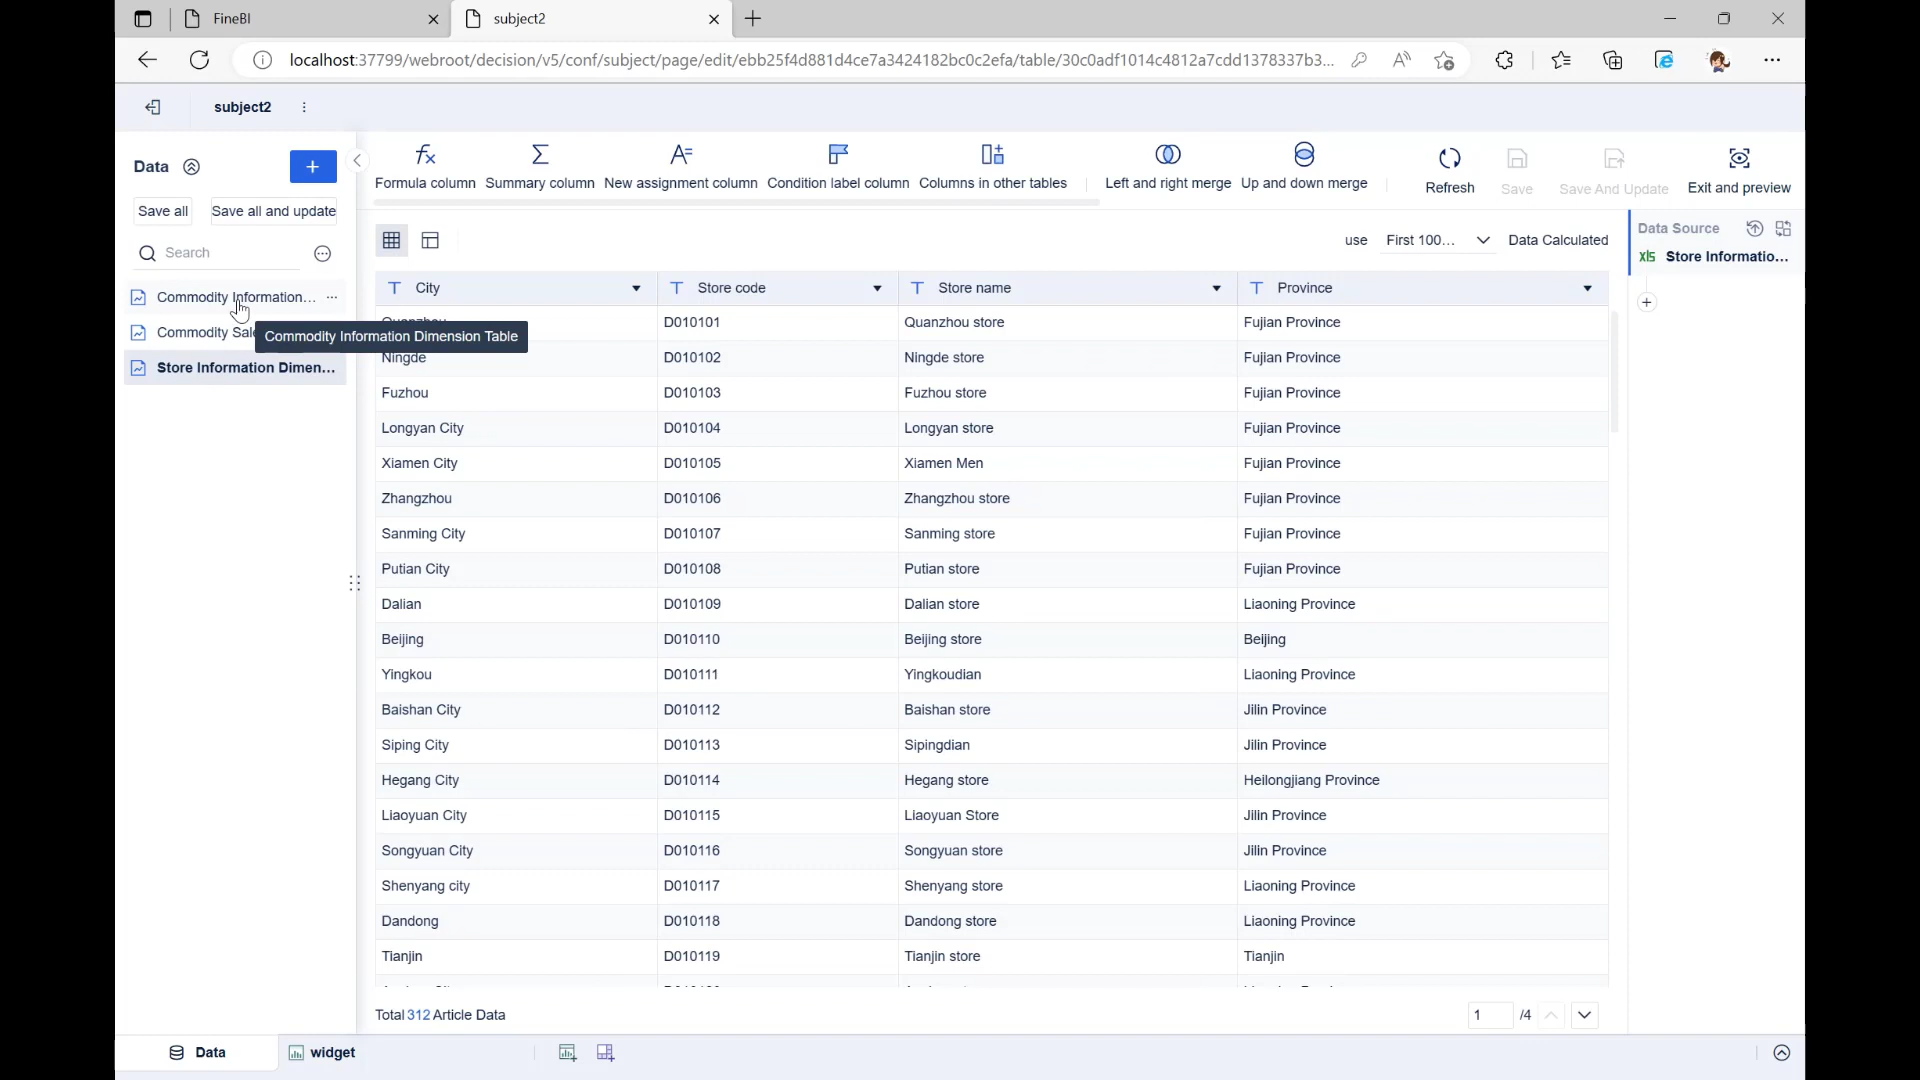 FineBI
subject2
localhost:37799/webroot/decision/v5/conf/subject/page/edit/ebb25f4d881d4ce7a3424182bc0c2efa/table/30c0adf1014c4812a7cdd1378337b3...
subject2
Data
+
Formula column
Summary column
New assignment column
Condition label column
Columns in other tables
Left and right merge
Up and down merge
Refresh
Save
Save And Update
Exit and preview
Save all
Save all and update
Search
use
First 100...
Data Calculated
Data Source
XlS Store Informatio...
Commodity Information...
Commodity Sal
Commodity Information Dimension Table
Store Information Dimen...
City Store code Store name Province
Quanzhou D010101 Quanzhou store Fujian Province
Ningde D010102 Ningde store Fujian Province
Fuzhou D010103 Fuzhou store Fujian Province
Longyan City D010104 Longyan store Fujian Province
Xiamen City D010105 Xiamen Men Fujian Province
Zhangzhou D010106 Zhangzhou store Fujian Province
Sanming City D010107 Sanming store Fujian Province
Putian City D010108 Putian store Fujian Province
Dalian D010109 Dalian store Liaoning Province
Beijing D010110 Beijing store Beijing
Yingkou D010111 Yingkoudian Liaoning Province
Baishan City D010112 Baishan store Jilin Province
Siping City D010113 Sipingdian Jilin Province
Hegang City D010114 Hegang store Heilongjiang Province
Liaoyuan City D010115 Liaoyuan Store Jilin Province
Songyuan City D010116 Songyuan store Jilin Province
Shenyang city D010117 Shenyang store Liaoning Province
Dandong D010118 Dandong store Liaoning Province
Tianjin D010119 Tianjin store Tianjin
Total 312 Article Data
1 /4
Data
widget